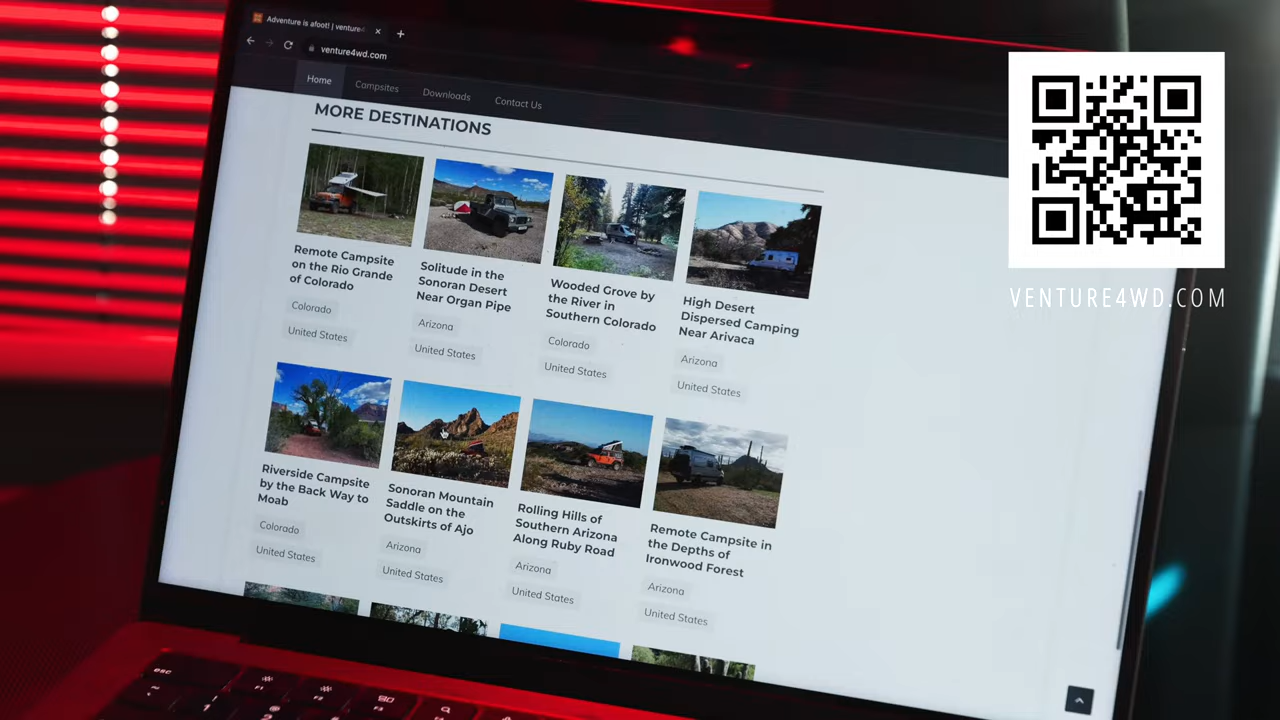 Adventure is afoot! | venture
venture4wd.com
Home
Campsites
Downloads
Contact Us
MORE DESTINATIONS
Remote Campsite
on the Rio Grande
of Colorado
Colorado
United States
Solitude in the
Sonoran Desert
Near Organ Pipe
Arizona
United States
Wooded Grove by
the River in
Southern Colorado
Colorado
United States
High Desert
Dispersed Camping
Near Arivaca
Arizona
United States
Riverside Campsite
by the Back Way to
Moab
Colorado
United States
Sonoran Mountain
Saddle on the
Outskirts of Ajo
Arizona
United States
Rolling Hills of
Southern Arizona
Along Ruby Road
Arizona
United States
Remote Campsite in
the Depths of
Ironwood Forest
Arizona
United States
VENTURE4WD.COM
esc
F1
1
2